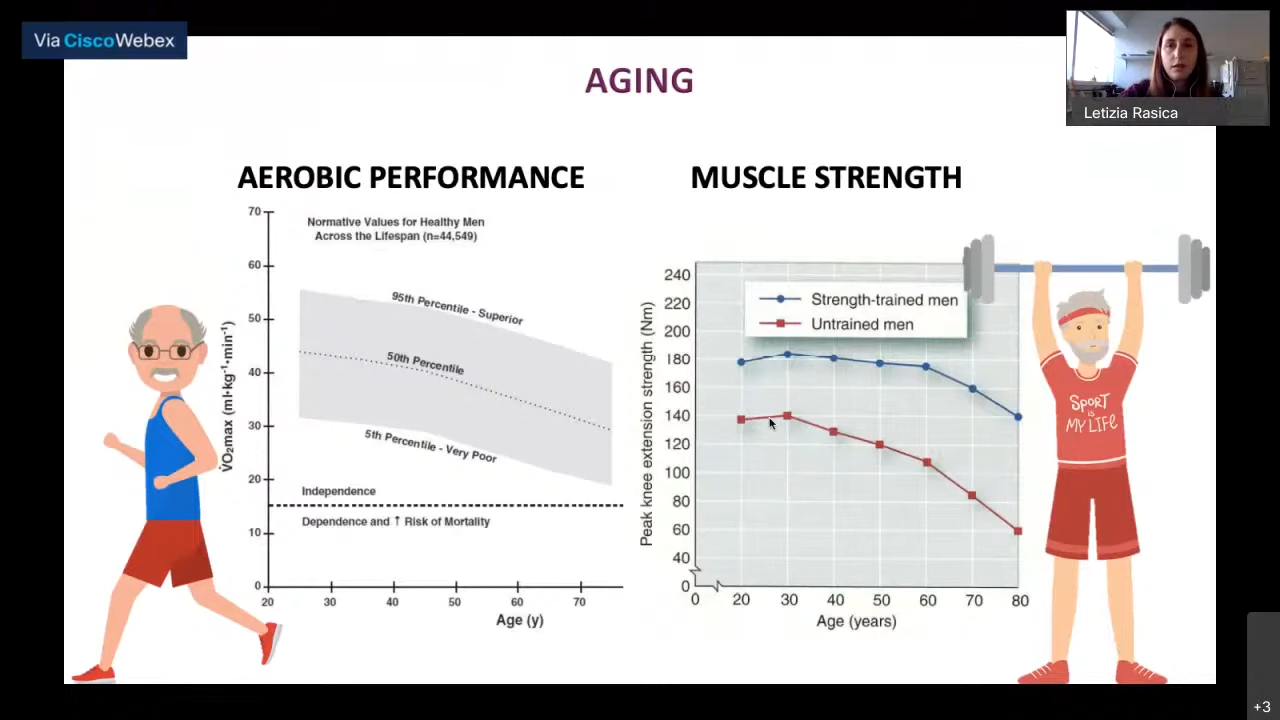 Via CiscoWebex
AGING
Letizia Rasica
AEROBIC PERFORMANCE
70
60
50
40
30
20
10
0
V̇O₂max (ml·kg⁻¹·min⁻¹)
Normative Values for Healthy Men
Across the Lifespan (n=44,549)
95th Percentile - Superior
50th Percentile
5th Percentile - Very Poor
Independence
Dependence and ↑ Risk of Mortality
20 30 40 50 60 70
Age (y)
MUSCLE STRENGTH
240
220
200
180
160
140
120
100
80
60
40
0
Peak knee extension strength (Nm)
Strength-trained men
Untrained men
0 20 30 40 50 60 70 80
Age (years)
SPORT
IS
MY LIFE
+3